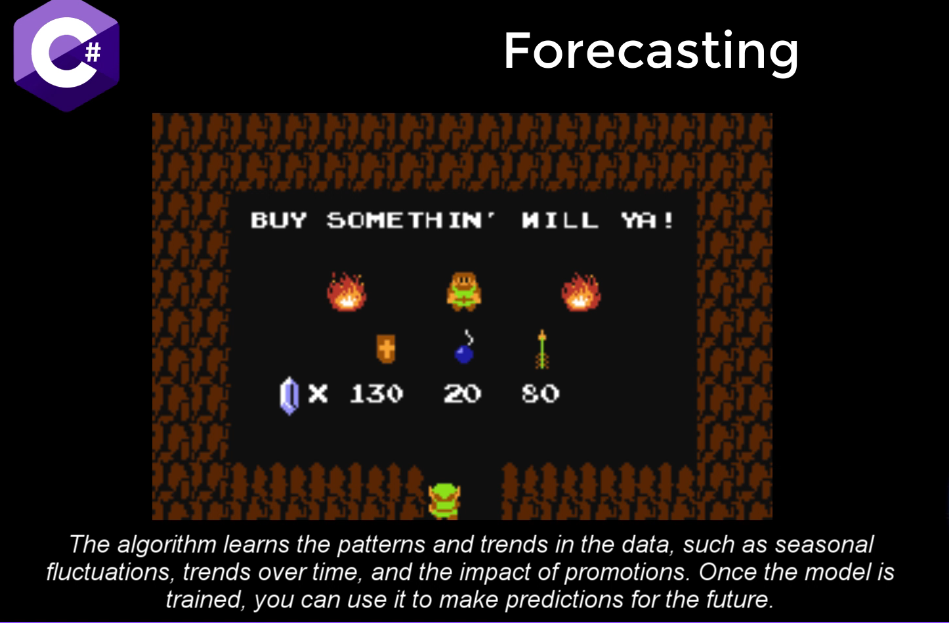 C#
Forecasting
BUY SOMETHIN' WILL YA!
X 130 20 80
The algorithm learns the patterns and trends in the data, such as seasonal
fluctuations, trends over time, and the impact of promotions. Once the model is
trained, you can use it to make predictions for the future.